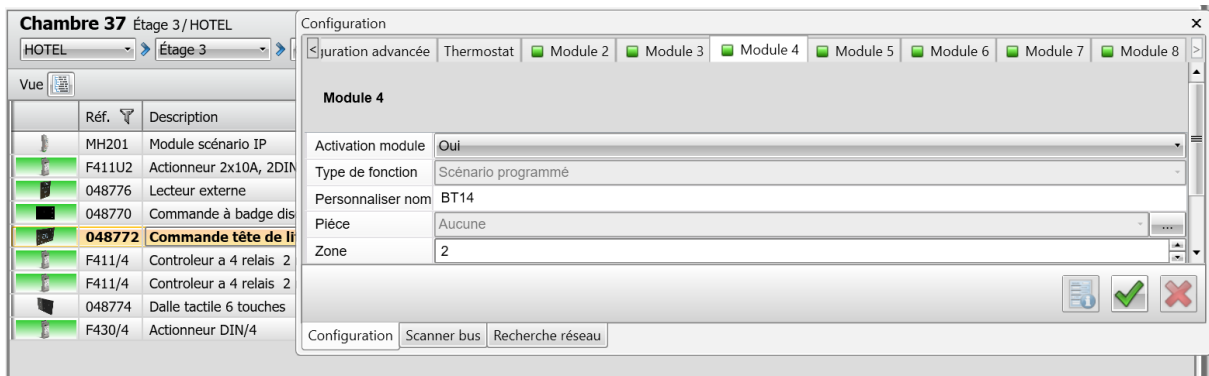 Chambre 37 Étage 3/HOTEL
HOTEL Étage 3
Vue
Réf. Description
MH201 Module scénario IP
F411U2 Actionneur 2x10A, 2DIN
048776 Lecteur externe
048770 Commande à badge dis
048772 Commande tête de li
F411/4 Controleur a 4 relais 2
F411/4 Controleur a 4 relais 2
048774 Dalle tactile 6 touches
F430/4 Actionneur DIN/4
Configuration
guration advancée Thermostat Module 2 Module 3 Module 4 Module 5 Module 6 Module 7 Module 8
Module 4
Activation module Oui
Type de fonction Scénario programmé
Personnaliser nom BT14
Pièce Aucune ...
Zone 2
Configuration Scanner bus Recherche réseau